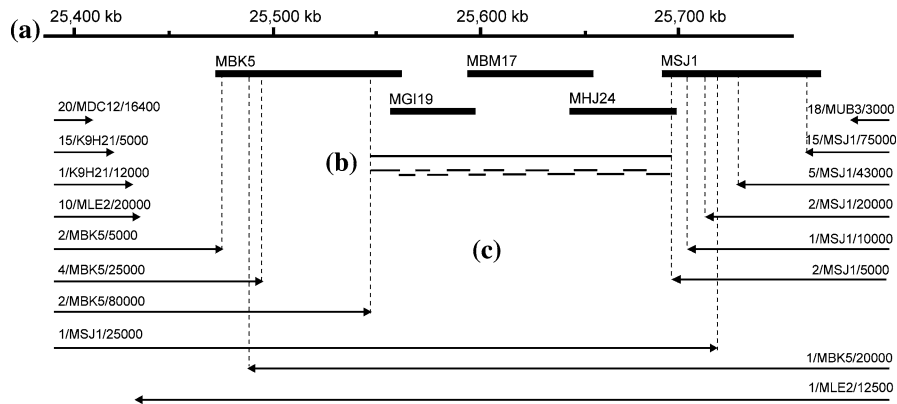 25,400 kb 25,500 kb 25,600 kb 25,700 kb
(a)
MBK5 MBM17 MSJ1
MGI19 MHJ24
20/MDC12/16400 18/MUB3/3000
15/K9H21/5000 15/MSJ1/75000
(b)
1/K9H21/12000 5/MSJ1/43000
10/MLE2/20000 2/MSJ1/20000
2/MBK5/5000 1/MSJ1/10000
(c)
4/MBK5/25000 2/MSJ1/5000
2/MBK5/80000
1/MSJ1/25000
1/MBK5/20000
1/MLE2/12500